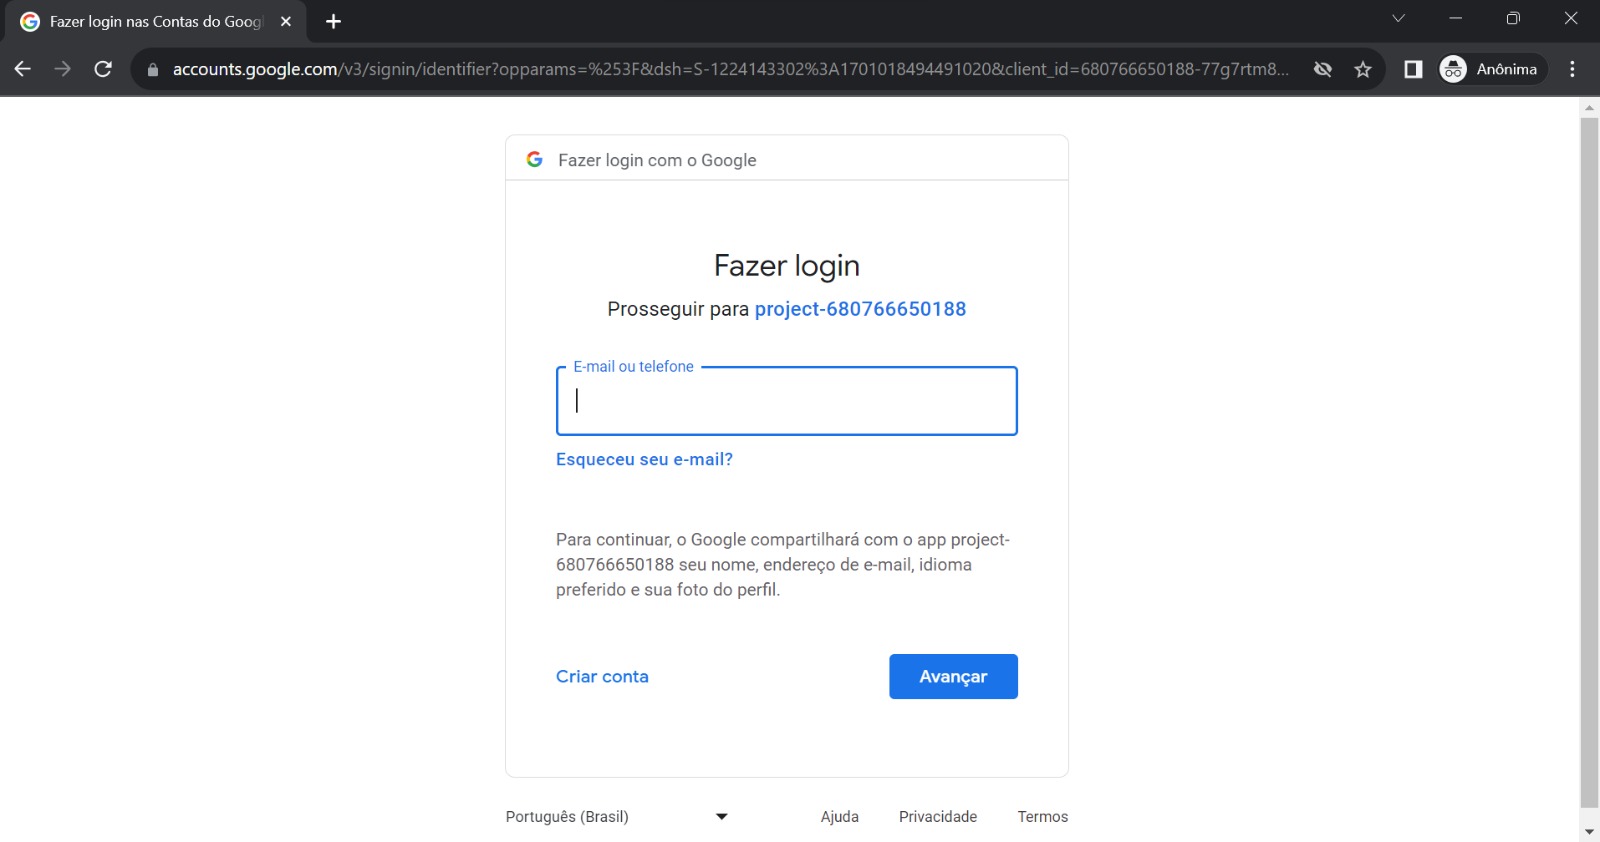 Fazer login nas Contas do Goog
accounts.google.com/v3/signin/identifier?opparams=%253F&dsh=S-1224143302%3A1701018494491020&client_id=680766650188-77g7rtm8...
Anônima
Fazer login com o Google
Fazer login
Prosseguir para project-680766650188
E-mail ou telefone
Esqueceu seu e-mail?
Para continuar, o Google compartilhará com o app project-
680766650188 seu nome, endereço de e-mail, idioma
preferido e sua foto do perfil.
Criar conta
Avançar
Português (Brasil)
Ajuda
Privacidade
Termos